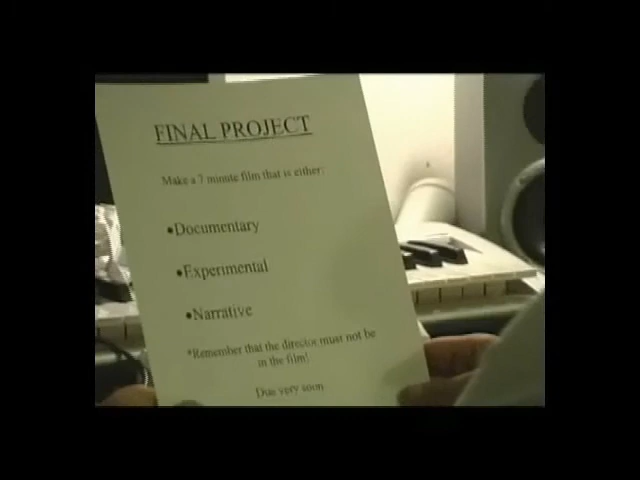 FINAL PROJECT
Make a 7 minute film that is either:
•Documentary
•Experimental
•Narrative
*Remember that the director must not be
in the film!
Due very soon